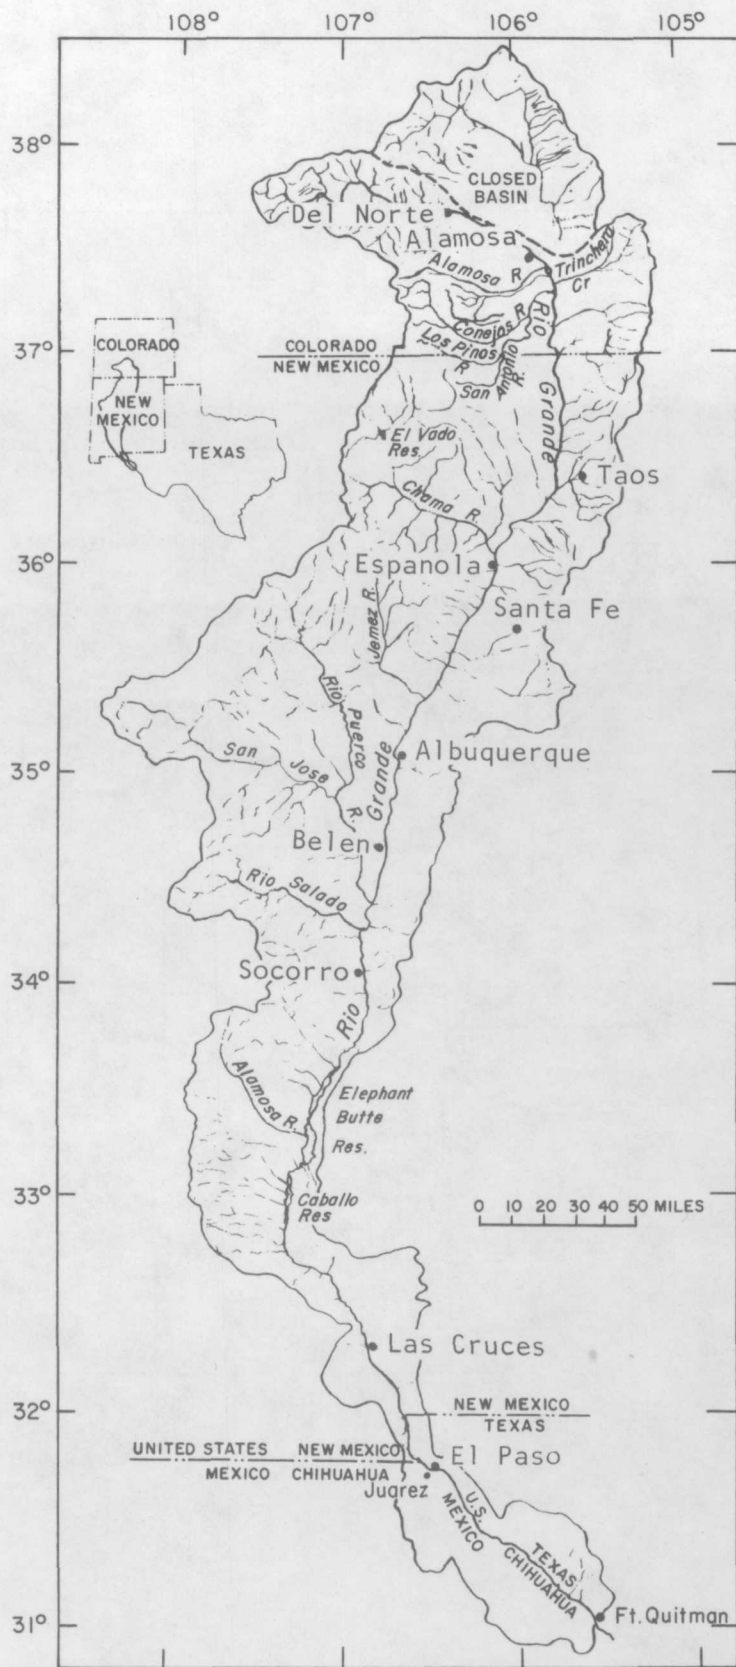 108° 107° 106° 105°
38°
CLOSED
BASIN
Del Norte
Alamosa
Trinchera
Cr
Alamosa R
Conejos R.
Rio
37°
COLORADO
NEW MEXICO
Los Pinos
R.
San Antonio
R.
Grande
COLORADO
NEW
MEXICO
TEXAS
El Vado
Res.
Taos
Chama R.
36°
Espanola
Santa Fe
Jemez R.
Rio
Puerco
San Jose
R.
Grande
35°
Albuquerque
Belen
Rio Salado
34°
Socorro
Rio
Alamosa R.
Elephant
Butte
Res.
33°
Caballo
Res
0 10 20 30 40 50 MILES
Las Cruces
32°
NEW MEXICO
TEXAS
UNITED STATES NEW MEXICO
MEXICO CHIHUAHUA
El Paso
Juarez
U.S.
MEXICO
TEXAS
CHIHUAHUA
31°
Ft. Quitman